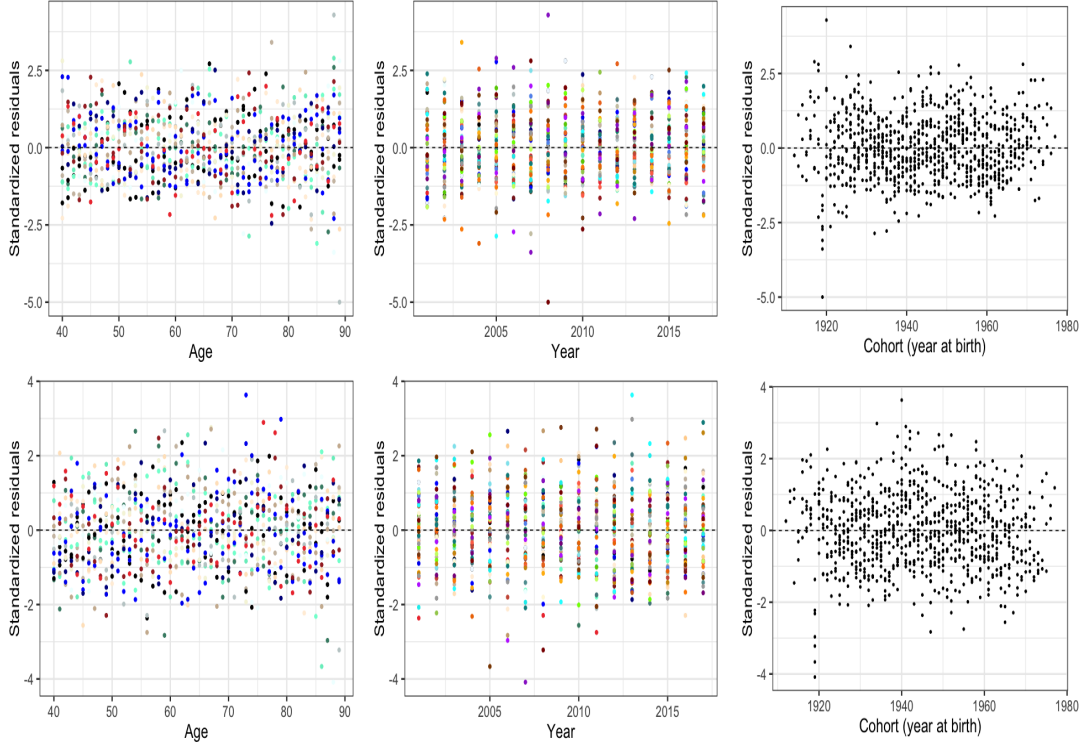 Standardized residuals
2.5
0.0
-2.5
-5.0
40 50 60 70 80 90
Age
Standardized residuals
2.5
0.0
-2.5
-5.0
2005 2010 2015
Year
Standardized residuals
2.5
0.0
-2.5
-5.0
1920 1940 1960 1980
Cohort (year at birth)
Standardized residuals
4
2
0
-2
-4
40 50 60 70 80 90
Age
Standardized residuals
4
2
0
-2
-4
2005 2010 2015
Year
Standardized residuals
4
2
0
-2
-4
1920 1940 1960 1980
Cohort (year at birth)